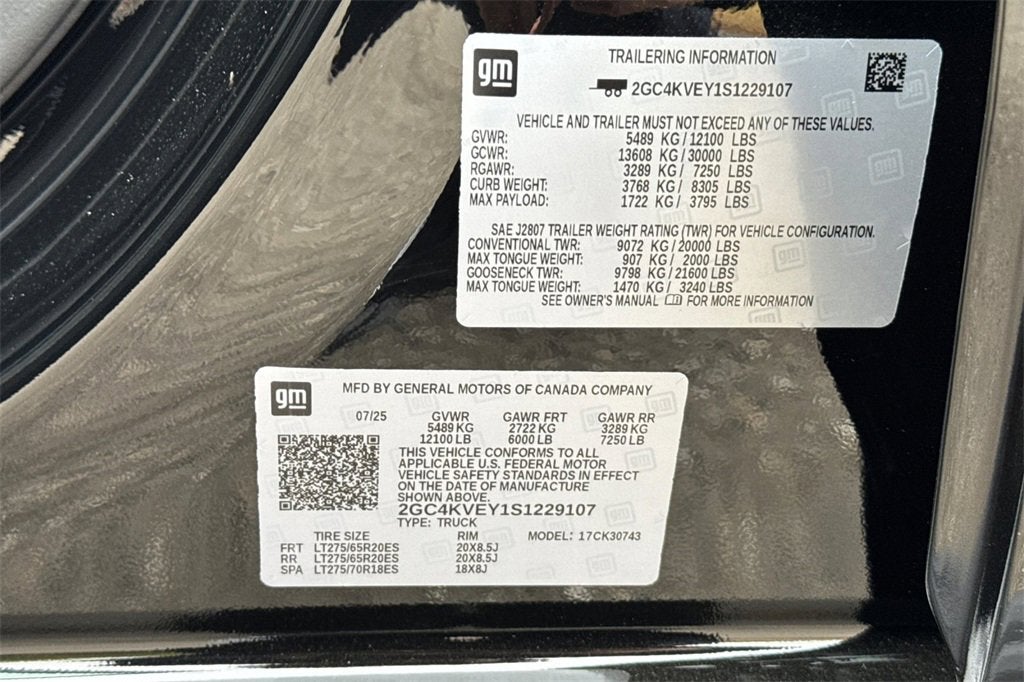 gm
TRAILERING INFORMATION
2GC4KVEY1S1229107
VEHICLE AND TRAILER MUST NOT EXCEED ANY OF THESE VALUES.
GVWR: 5489 KG / 12100 LBS
GCWR: 13608 KG / 30000 LBS
RGAWR: 3289 KG / 7250 LBS
CURB WEIGHT: 3768 KG / 8305 LBS
MAX PAYLOAD: 1722 KG / 3795 LBS
SAE J2807 TRAILER WEIGHT RATING (TWR) FOR VEHICLE CONFIGURATION.
CONVENTIONAL TWR: 9072 KG / 20000 LBS
MAX TONGUE WEIGHT: 907 KG / 2000 LBS
GOOSENECK TWR: 9798 KG / 21600 LBS
MAX TONGUE WEIGHT: 1470 KG / 3240 LBS
SEE OWNER'S MANUAL FOR MORE INFORMATION
gm
MFD BY GENERAL MOTORS OF CANADA COMPANY
07/25 GVWR GAWR FRT GAWR RR
5489 KG 2722 KG 3289 KG
12100 LB 6000 LB 7250 LB
THIS VEHICLE CONFORMS TO ALL
APPLICABLE U.S. FEDERAL MOTOR
VEHICLE SAFETY STANDARDS IN EFFECT
ON THE DATE OF MANUFACTURE
SHOWN ABOVE.
2GC4KVEY1S1229107
TYPE: TRUCK
TIRE SIZE RIM MODEL: 17CK30743
FRT LT275/65R20ES 20X8.5J
RR LT275/65R20ES 20X8.5J
SPA LT275/70R18ES 18X8J